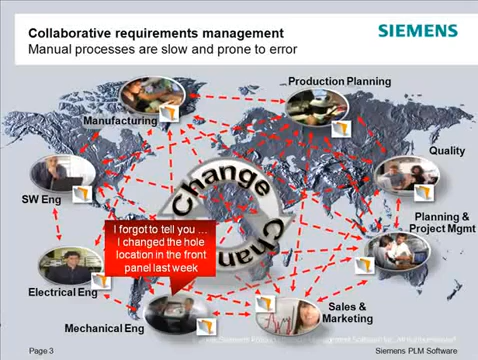 Collaborative requirements management
Manual processes are slow and prone to error
SIEMENS
Production Planning
Manufacturing
Quality
SW Eng
Change
Chan
I forgot to tell you ...
I changed the hole
location in the front
panel last week
Planning &
Project Mgmt
Electrical Eng
Sales &
Marketing
Mechanical Eng
Page 3
Siemens PLM Software